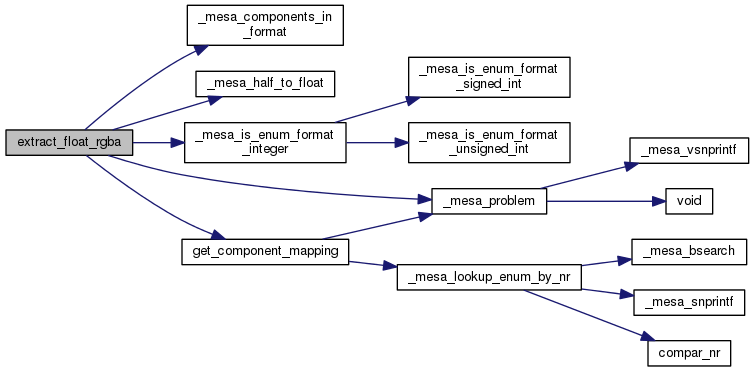 _mesa_components_in
_format
_mesa_half_to_float
_mesa_is_enum_format
_signed_int
extract_float_rgba
_mesa_is_enum_format
_integer
_mesa_is_enum_format
_unsigned_int
_mesa_vsnprintf
_mesa_problem
void
get_component_mapping
_mesa_bsearch
_mesa_lookup_enum_by_nr
_mesa_snprintf
compar_nr